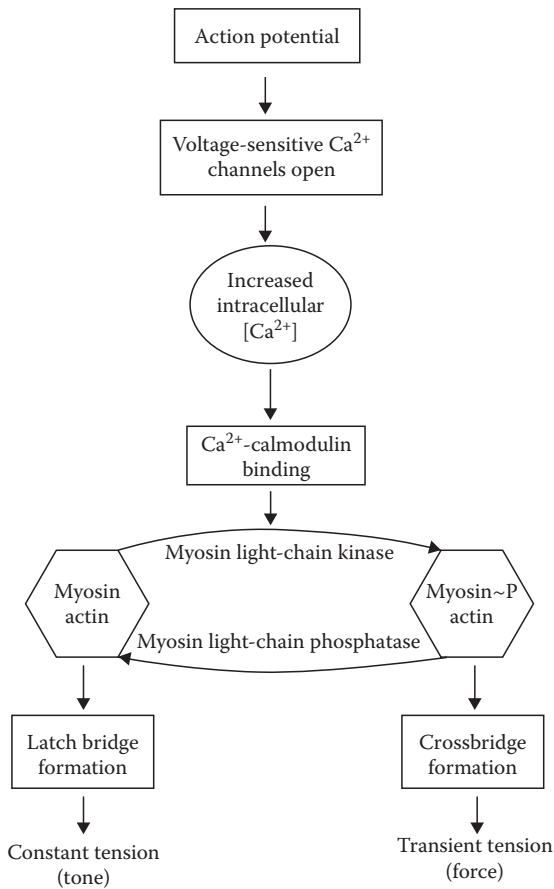 Action potential
Voltage-sensitive Ca²⁺
channels open
Increased
intracellular
[Ca²⁺]
Ca²⁺-calmodulin
binding
Myosin light-chain kinase
Myosin
actin
Myosin~P
actin
Myosin light-chain phosphatase
Latch bridge
formation
Crossbridge
formation
Constant tension
(tone)
Transient tension
(force)